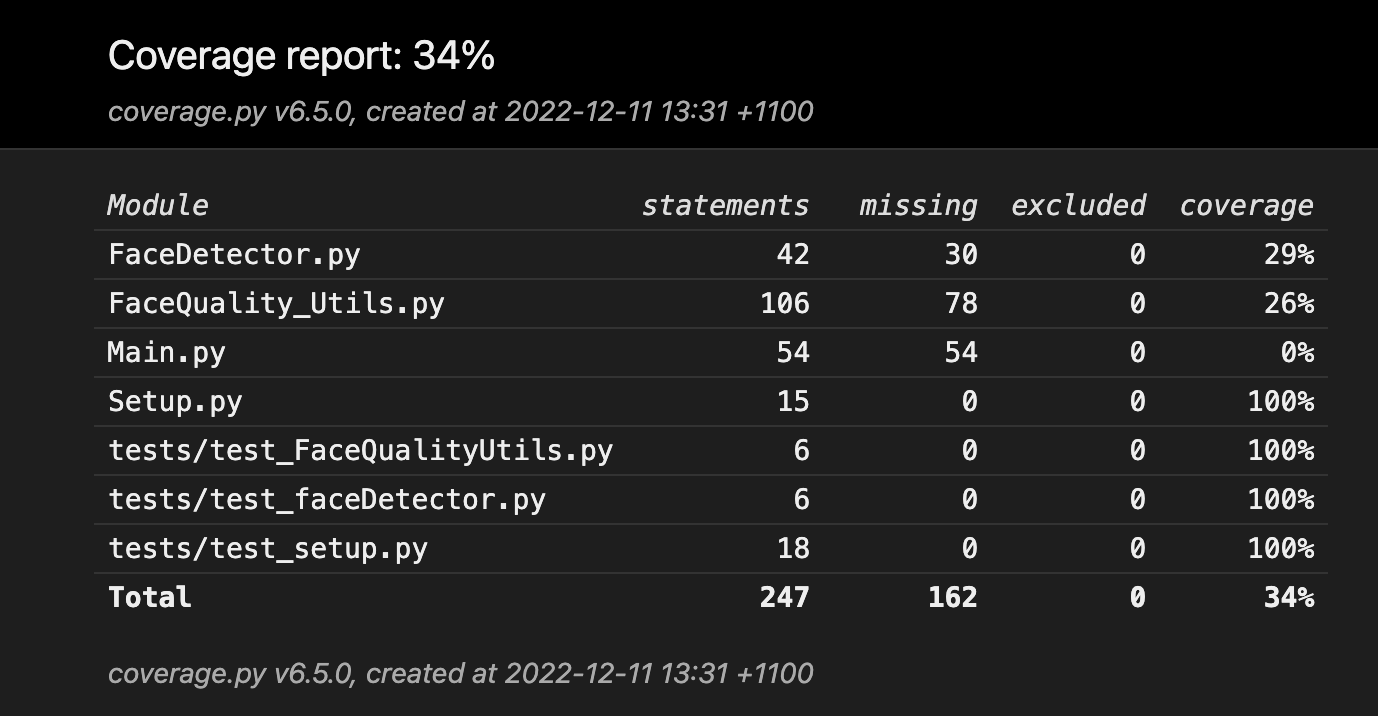 Coverage report: 34%
coverage.py v6.5.0, created at 2022-12-11 13:31 +1100
Module statements missing excluded coverage
FaceDetector.py 42 30 0 29%
FaceQuality_Utils.py 106 78 0 26%
Main.py 54 54 0 0%
Setup.py 15 0 0 100%
tests/test_FaceQualityUtils.py 6 0 0 100%
tests/test_faceDetector.py 6 0 0 100%
tests/test_setup.py 18 0 0 100%
Total 247 162 0 34%
coverage.py v6.5.0, created at 2022-12-11 13:31 +1100